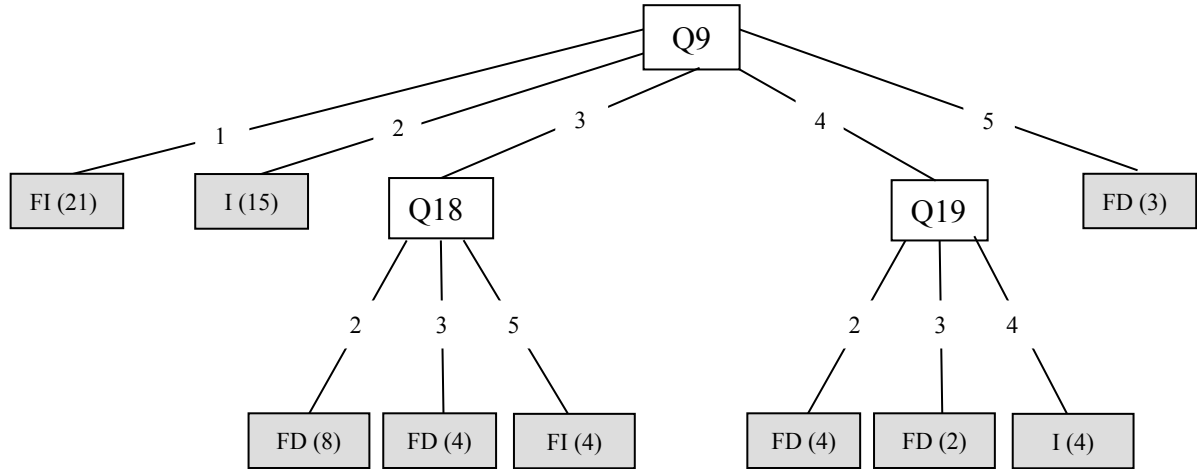 Q9
1
2
3
4
5
FI (21)
I (15)
Q18
Q19
FD (3)
2
3
5
2
3
4
FD (8)
FD (4)
FI (4)
FD (4)
FD (2)
I (4)